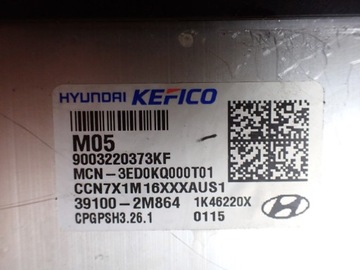 HYUNDAI KEFICO
M05
9003220373KF
MCN-3ED0KQ000T01
CCN7X1M16XXXAUS1
39100-2M864 1K46220X
CPGPSH3.26.1 0115